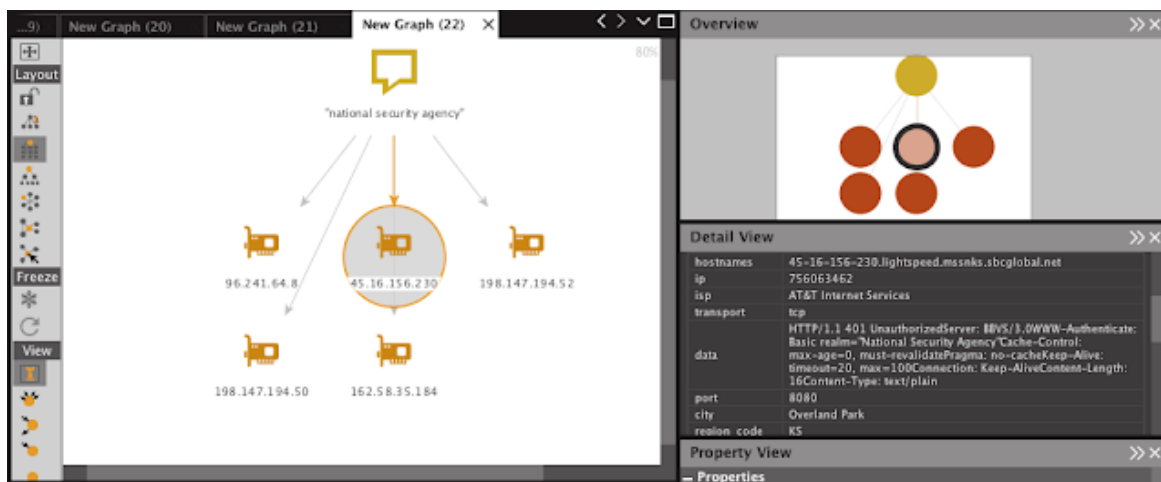 ...9)
New Graph (20)
New Graph (21)
New Graph (22)
Overview
80%
Layout
"national security agency"
96.241.64.8
45.16.156.230
198.147.194.52
198.147.194.50
162.58.35.184
Freeze
View
Detail View
hostnames 45-16-156-230.lightspeed.mssnks.sbcglobal.net
ip 756063462
isp AT&T Internet Services
transport tcp
HTTP/1.1 401 UnauthorizedServer: BBVS/3.0WWW-Authenticate:
Basic realm="National Security Agency"Cache-Control:
data max-age=0, must-revalidatePragma: no-cacheKeep-Alive:
timeout=20, max=100Connection: Keep-AliveContent-Length:
16Content-Type: text/plain
port 8080
city Overland Park
region_code KS
Property View
Properties